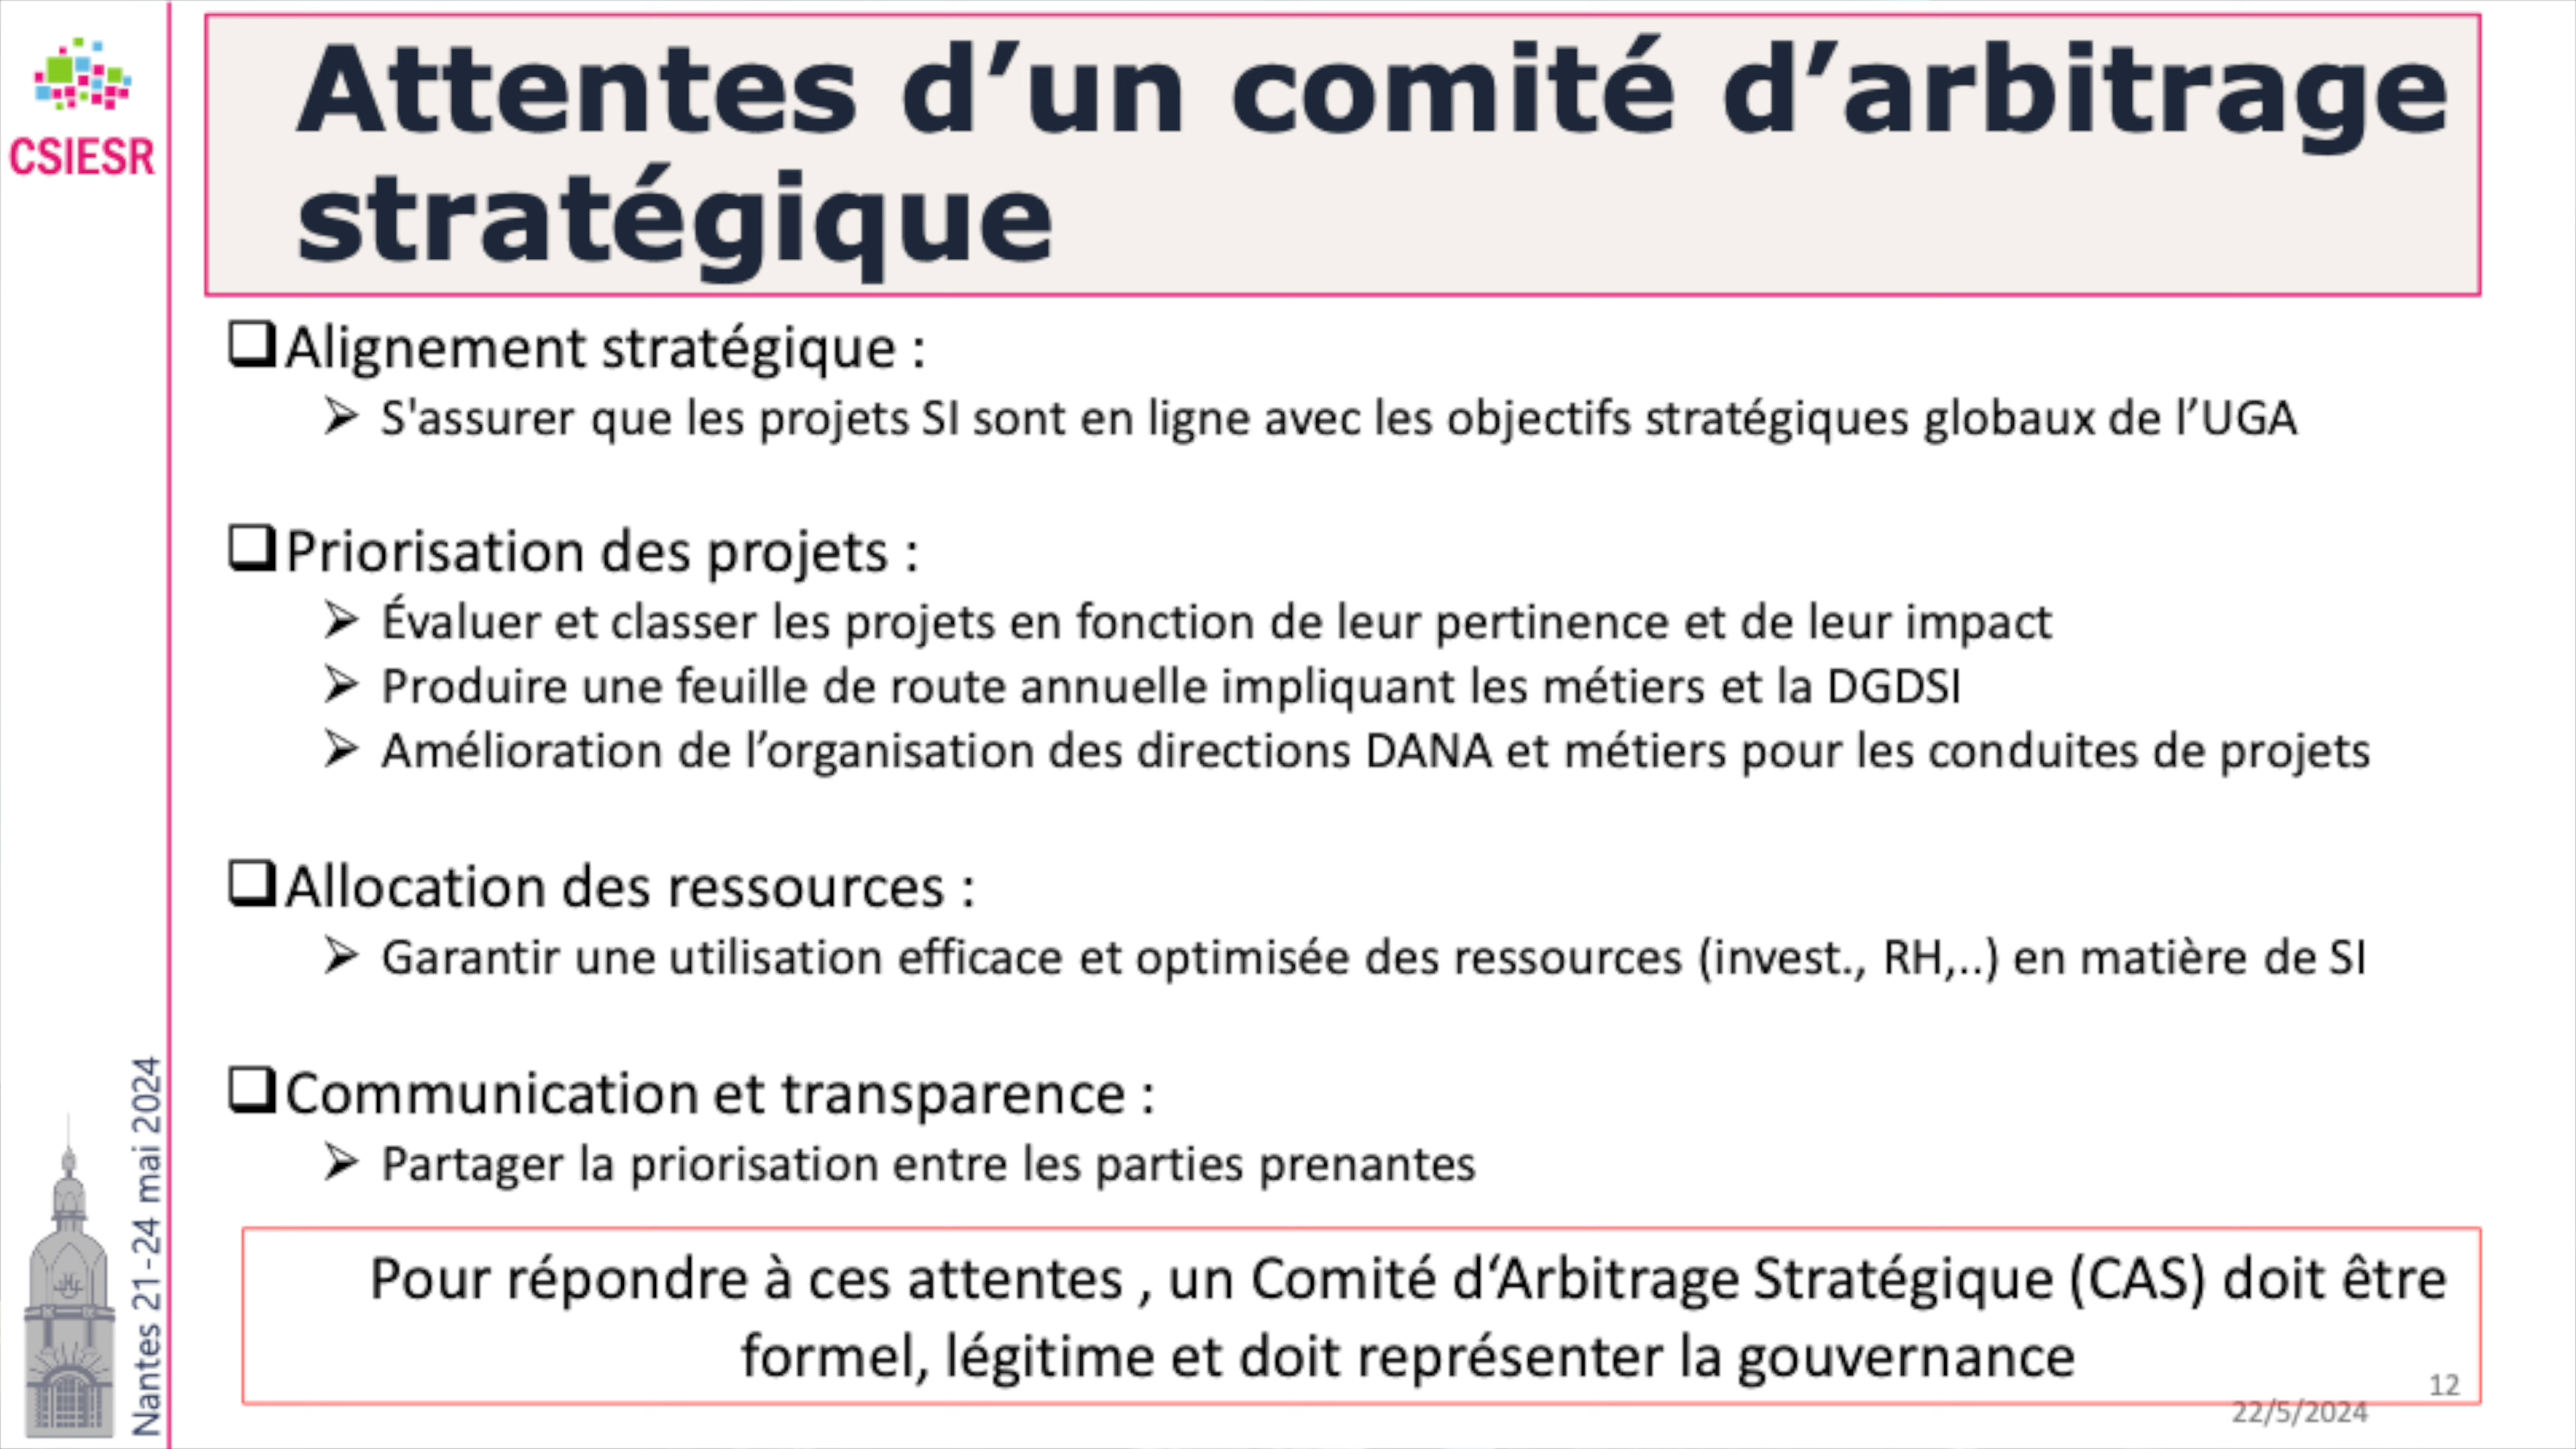 CSIESR
Attentes d’un comité d’arbitrage
stratégique
Alignement stratégique :
S'assurer que les projets SI sont en ligne avec les objectifs stratégiques globaux de l’UGA
Priorisation des projets :
Évaluer et classer les projets en fonction de leur pertinence et de leur impact
Produire une feuille de route annuelle impliquant les métiers et la DGDSI
Amélioration de l’organisation des directions DANA et métiers pour les conduites de projets
Allocation des ressources :
Garantir une utilisation efficace et optimisée des ressources (invest., RH,..) en matière de SI
Communication et transparence :
Partager la priorisation entre les parties prenantes
Pour répondre à ces attentes , un Comité d‘Arbitrage Stratégique (CAS) doit être
formel, légitime et doit représenter la gouvernance
12
22/5/2024
Nantes 21-24 mai 2024